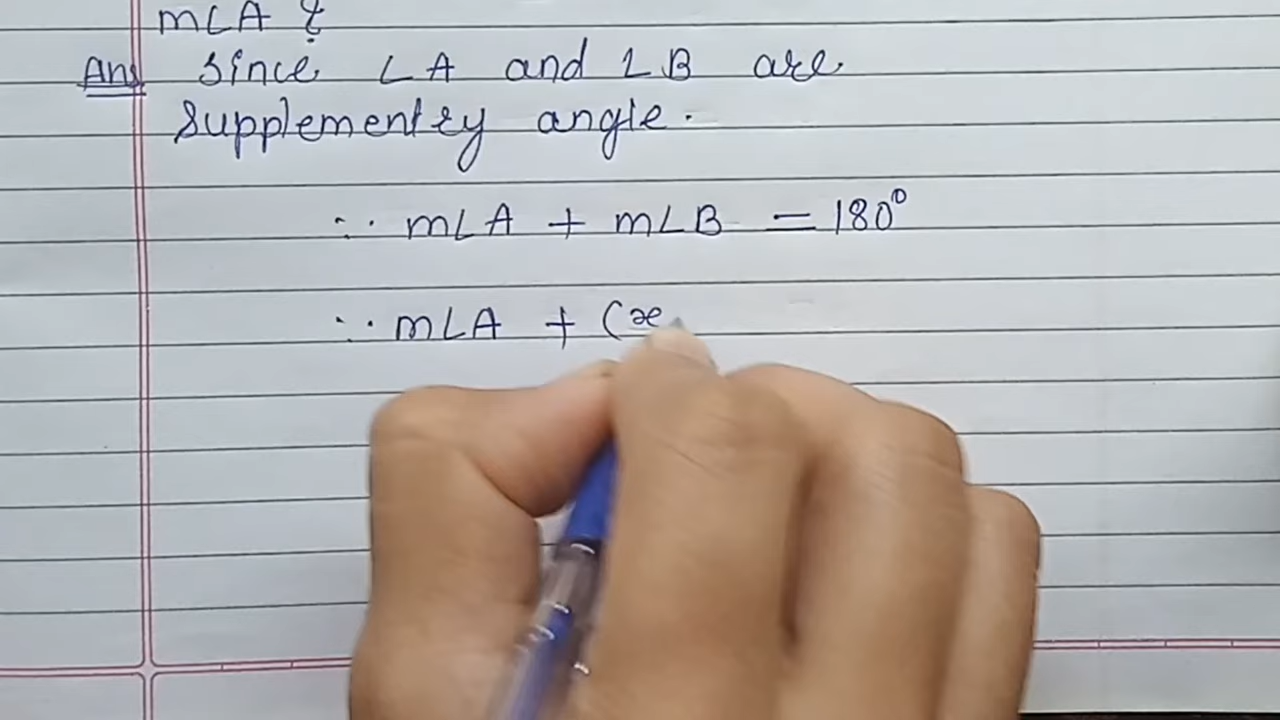 m∠A ?
Ans Since ∠A and ∠B are
Supplementry angle.
∴ m∠A + m∠B = 180°
∴ m∠A + (x